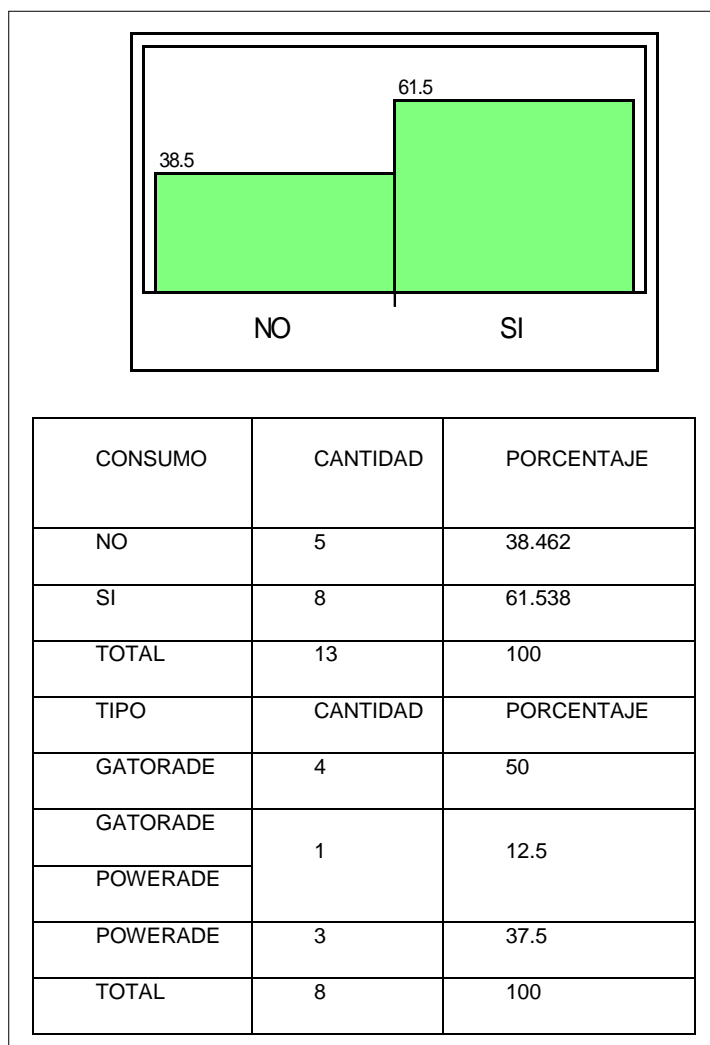 61.5
38.5
NO SI
CONSUMO CANTIDAD PORCENTAJE
NO 5 38.462
SI 8 61.538
TOTAL 13 100
TIPO CANTIDAD PORCENTAJE
GATORADE 4 50
GATORADE
1 12.5
POWERADE
POWERADE 3 37.5
TOTAL 8 100